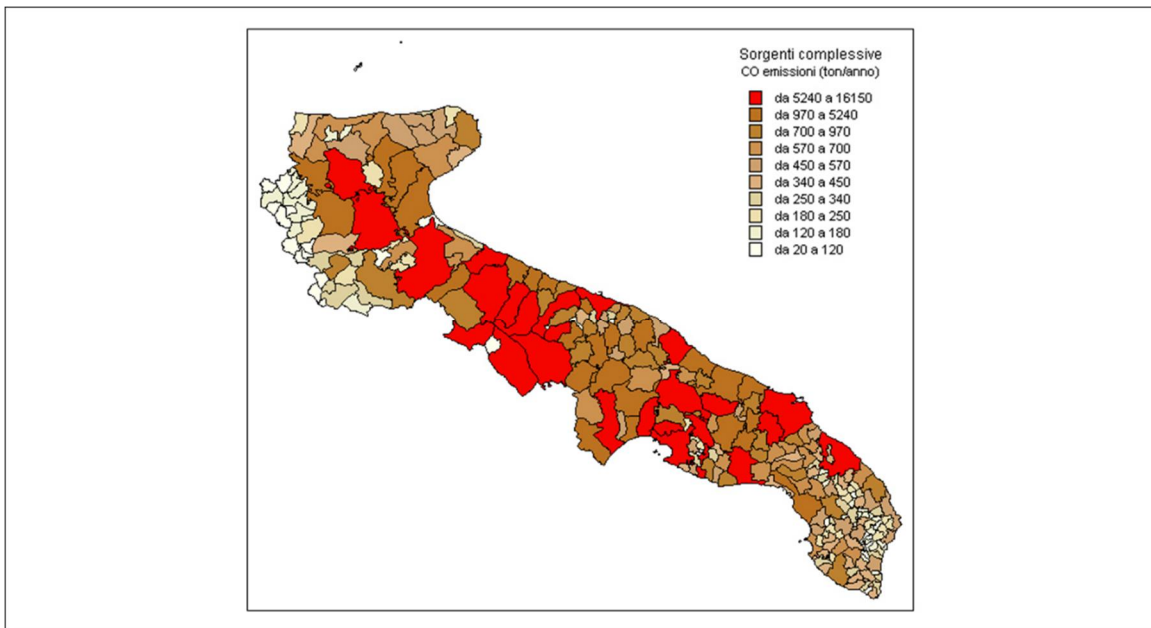 Sorgenti complessive
CO emissioni (ton/anno)
da 5240 a 16150
da 970 a 5240
da 700 a 970
da 570 a 700
da 450 a 570
da 340 a 450
da 250 a 340
da 180 a 250
da 120 a 180
da 20 a 120